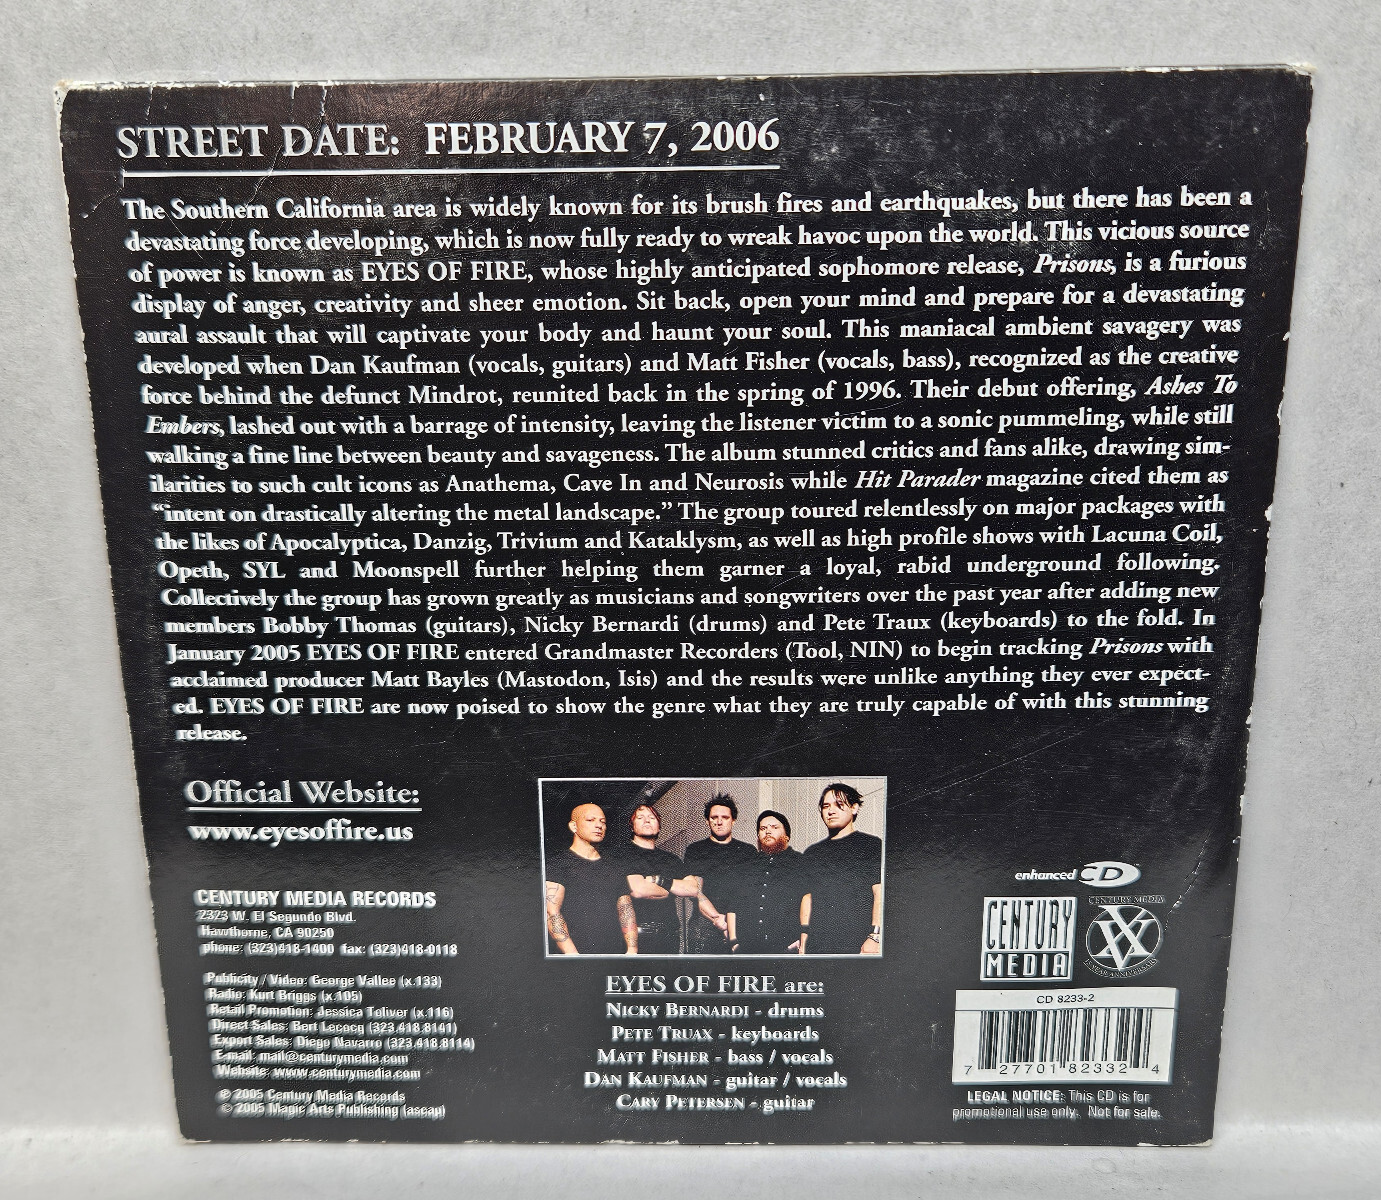 STREET DATE: FEBRUARY 7, 2006
The Southern California area is widely known for its brush fires and earthquakes, but there has been a
devastating force developing, which is now fully ready to wreak havoc upon the world. This vicious source
of power is known as EYES OF FIRE, whose highly anticipated sophomore release, Prisons, is a furious
display of anger, creativity and sheer emotion. Sit back, open your mind and prepare for a devastating
aural assault that will captivate your body and haunt your soul. This maniacal ambient savagery was
developed when Dan Kaufman (vocals, guitars) and Matt Fisher (vocals, bass), recognized as the creative
force behind the defunct Mindrot, reunited back in the spring of 1996. Their debut offering, Ashes To
Embers, lashed out with a barrage of intensity, leaving the listener victim to a sonic pummeling, while still
walking a fine line between beauty and savageness. The album stunned critics and fans alike, drawing sim-
ilarities to such cult icons as Anathema, Cave In and Neurosis while Hit Parader magazine cited them as
“intent on drastically altering the metal landscape.” The group toured relentlessly on major packages with
the likes of Apocalyptica, Danzig, Trivium and Kataklysm, as well as high profile shows with Lacuna Coil,
Opeth, SYL and Moonspell further helping them garner a loyal, rabid underground following.
Collectively the group has grown greatly as musicians and songwriters over the past year after adding new
members Bobby Thomas (guitars), Nicky Bernardi (drums) and Pete Traux (keyboards) to the fold. In
January 2005 EYES OF FIRE entered Grandmaster Recorders (Tool, NIN) to begin tracking Prisons with
acclaimed producer Matt Bayles (Mastodon, Isis) and the results were unlike anything they ever expect-
ed. EYES OF FIRE are now poised to show the genre what they are truly capable of with this stunning
release.
Official Website:
www.eyesoffire.us
CENTURY MEDIA RECORDS
2323 W. El Segundo Blvd.
Hawthorne, CA 90250
phone: (323)418-1400 fax: (323)418-0118
Publicity / Video: George Vallee (x.133)
Radio: Kurt Briggs (x.105)
Retail Promotion: Jessica Toliver (x.116)
Direct Sales: Bert Lecocq (323.418.8141)
Export Sales: Diego Navarro (323.418.8114)
E-mail: mail@centurymedia.com
Website: www.centurymedia.com
℗ 2005 Century Media Records
© 2005 Magic Arts Publishing (ascap)
EYES OF FIRE are:
NICKY BERNARDI - drums
PETE TRUAX - keyboards
MATT FISHER - bass / vocals
DAN KAUFMAN - guitar / vocals
CARY PETERSEN - guitar
enhanced CD
CENTURY MEDIA
CENTURY MEDIA
XV
15 YEAR ANNIVERSARY
CD 8233-2
7 27701 82332 4
LEGAL NOTICE: This CD is for
promotional use only. Not for sale.